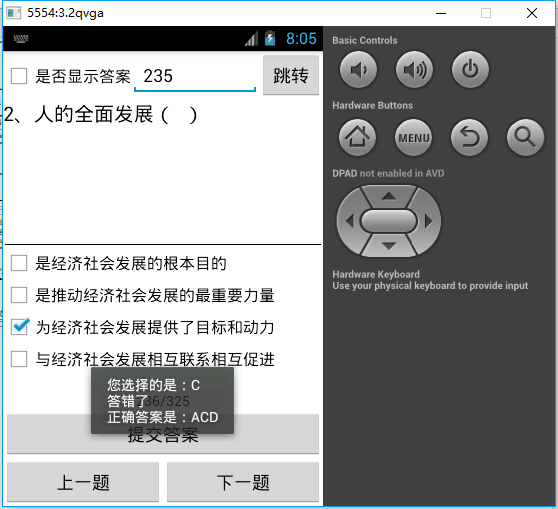 5554:3.2qvga
8:05
是否显示答案
235
跳转
2、人的全面发展（ ）
是经济社会发展的根本目的
是推动经济社会发展的最重要力量
为经济社会发展提供了目标和动力
与经济社会发展相互联系相互促进
236/325
您选择的是：C
答错了
正确答案是：ACD
提交答案
上一题
下一题
Basic Controls
Hardware Buttons
MENU
DPAD not enabled in AVD
Hardware Keyboard
Use your physical keyboard to provide input